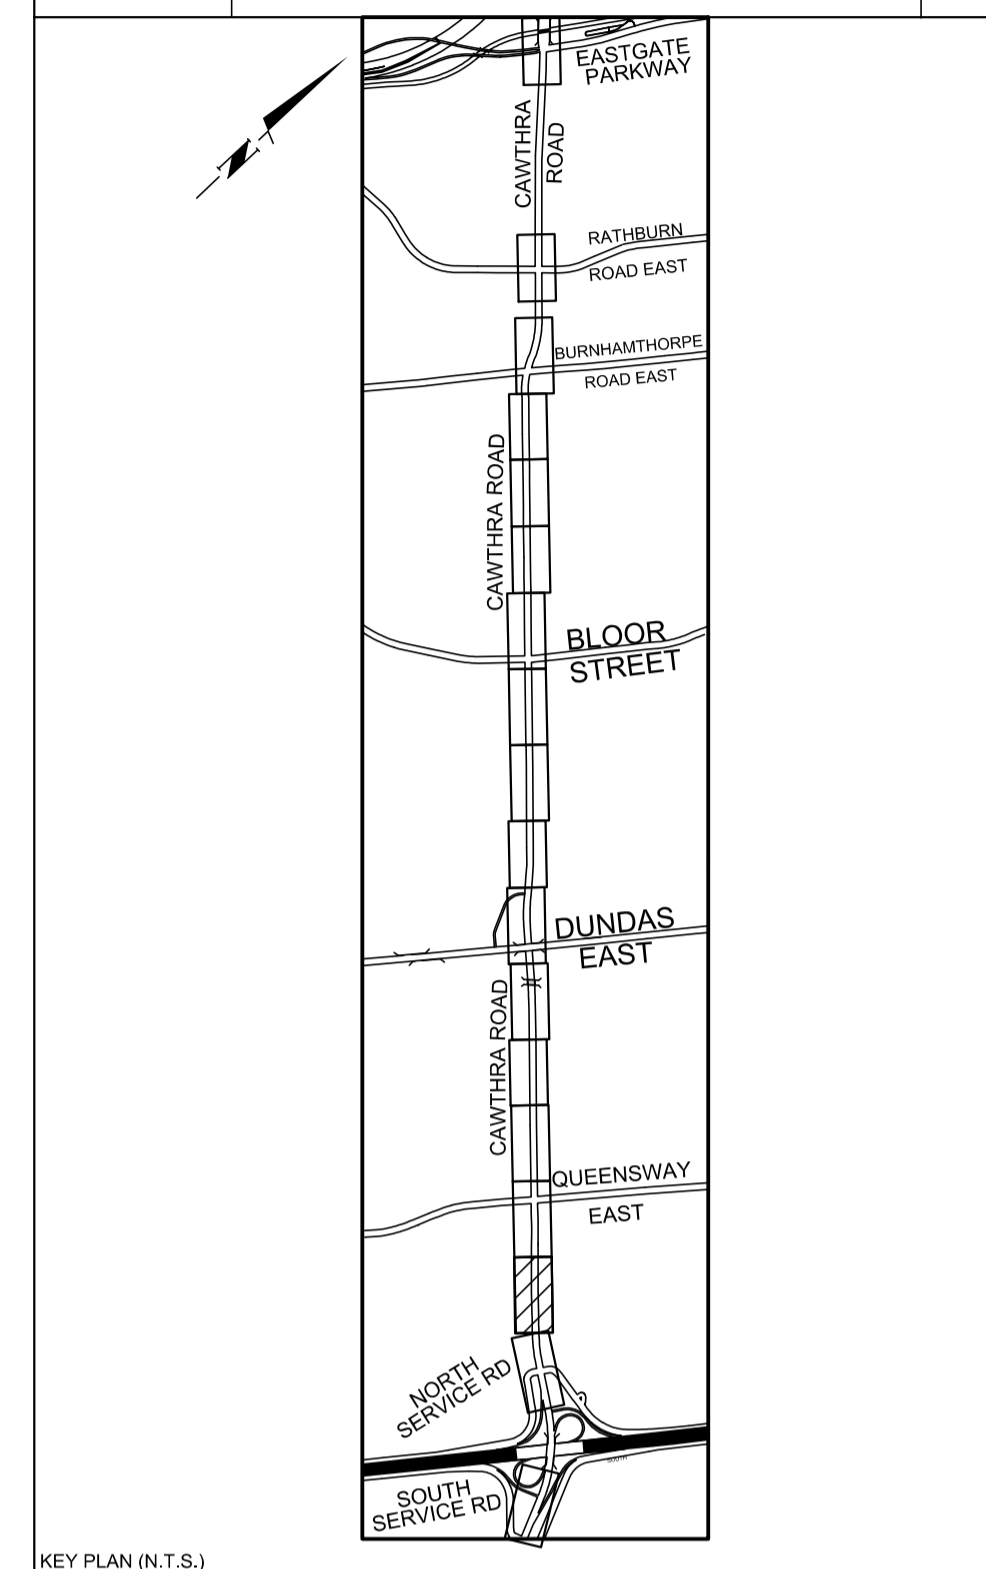 EASTGATE
PARKWAY
CAWTHRA
ROAD
N
RATHBURN
ROAD EAST
BURNHAMTHORPE
ROAD EAST
CAWTHRA ROAD
BLOOR
STREET
DUNDAS
EAST
CAWTHRA ROAD
QUEENSWAY
EAST
NORTH
SERVICE RD
SOUTH
SOUTH
SERVICE RD
KEY PLAN (N.T.S.)